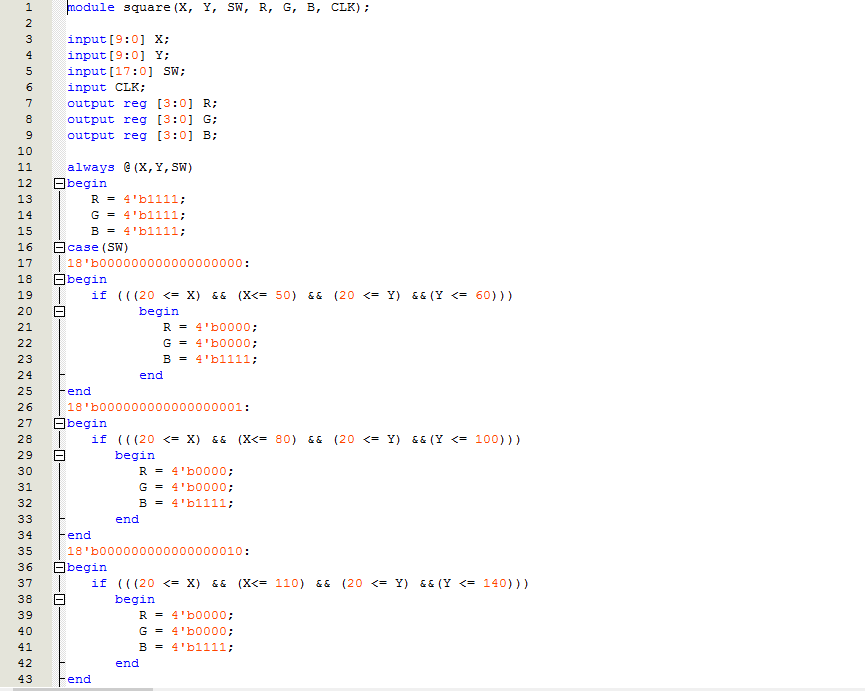 1 module square(X, Y, SW, R, G, B, CLK);
2
3 input[9:0] X;
4 input[9:0] Y;
5 input[17:0] SW;
6 input CLK;
7 output reg [3:0] R;
8 output reg [3:0] G;
9 output reg [3:0] B;
10
11 always @(X,Y,SW)
12 begin
13 R = 4'b1111;
14 G = 4'b1111;
15 B = 4'b1111;
16 case(SW)
17 18'b000000000000000000:
18 begin
19 if (((20 <= X) && (X<= 50) && (20 <= Y) &&(Y <= 60)))
20 begin
21 R = 4'b0000;
22 G = 4'b0000;
23 B = 4'b1111;
24 end
25 end
26 18'b000000000000000001:
27 begin
28 if (((20 <= X) && (X<= 80) && (20 <= Y) &&(Y <= 100)))
29 begin
30 R = 4'b0000;
31 G = 4'b0000;
32 B = 4'b1111;
33 end
34 end
35 18'b000000000000000010:
36 begin
37 if (((20 <= X) && (X<= 110) && (20 <= Y) &&(Y <= 140)))
38 begin
39 R = 4'b0000;
40 G = 4'b0000;
41 B = 4'b1111;
42 end
43 end